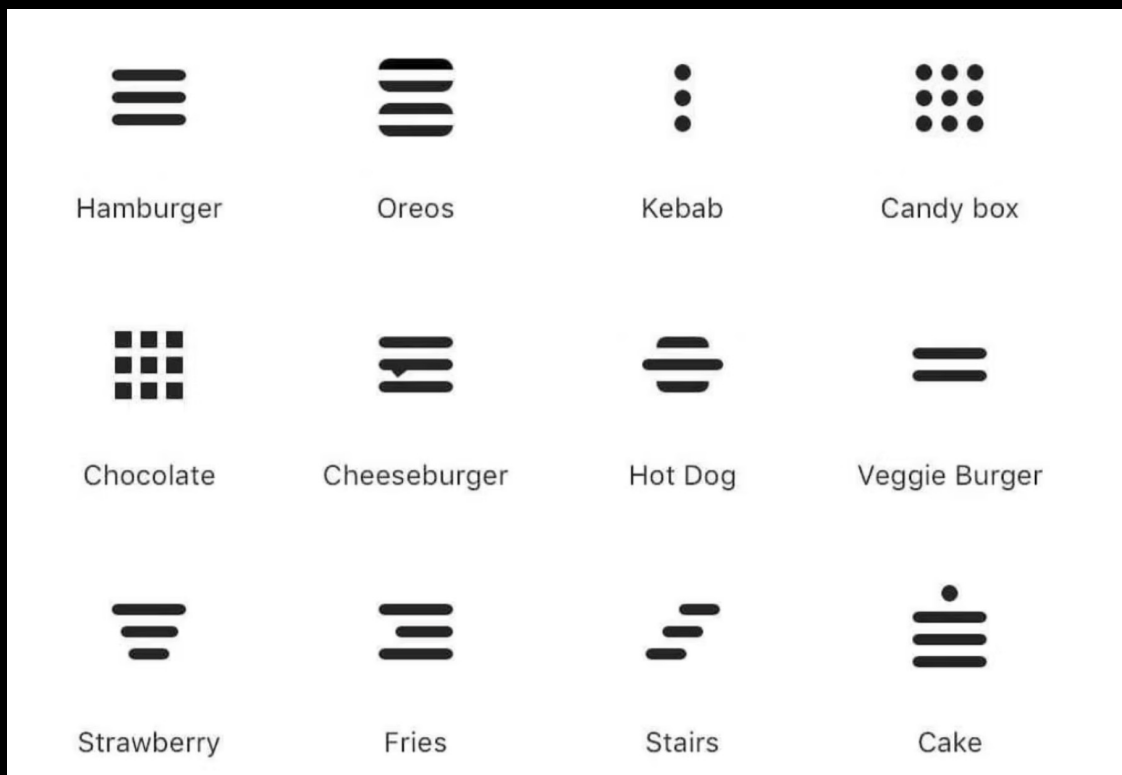 Hamburger
Oreos
Kebab
Candy box
Chocolate
Cheeseburger
Hot Dog
Veggie Burger
Strawberry
Fries
Stairs
Cake